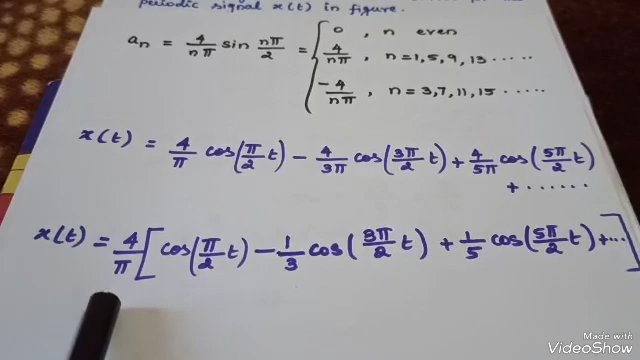 periodic signal x(t) in figure.
aₙ = 4/nπ sin nπ/2 = { 0 , n even
4/nπ , n = 1, 5, 9, 13 .....
-4/nπ , n = 3, 7, 11, 15 .....
x(t) = 4/π cos(π/2 t) - 4/3π cos(3π/2 t) + 4/5π cos(5π/2 t)
+ .......
x(t) = 4/π [cos(π/2 t) - 1/3 cos(3π/2 t) + 1/5 cos(5π/2 t) + ...]
Made with
VideoShow